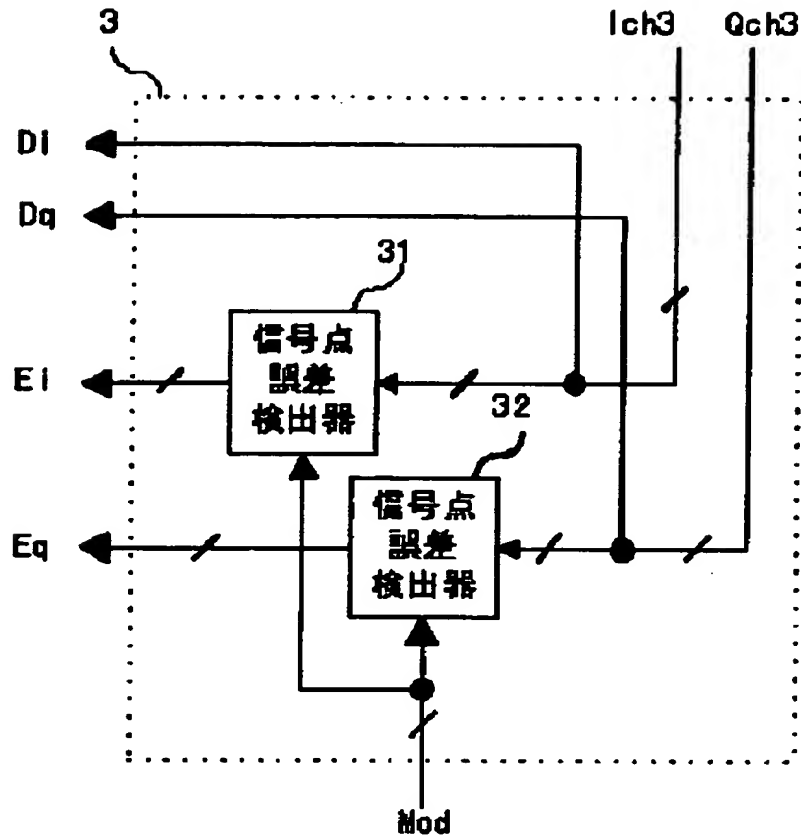 3
Ich3
Qch3
Di
Dq
31
信号点
誤差
検出器
Ei
32
信号点
誤差
検出器
Eq
Mod